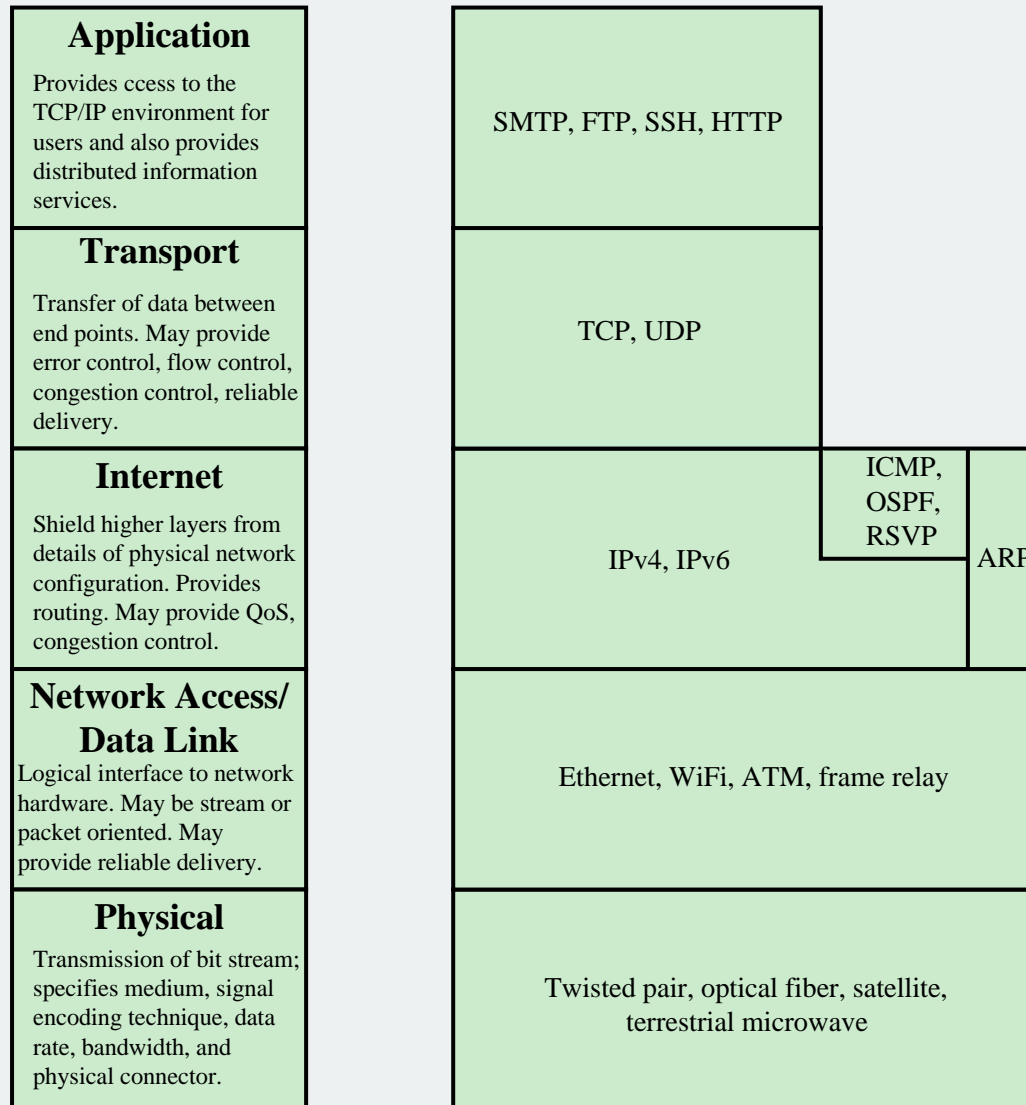 Application
Provides ccess to the
TCP/IP environment for
users and also provides
distributed information
services.
SMTP, FTP, SSH, HTTP
Transport
Transfer of data between
end points. May provide
error control, flow control,
congestion control, reliable
delivery.
TCP, UDP
Internet
Shield higher layers from
details of physical network
configuration. Provides
routing. May provide QoS,
congestion control.
IPv4, IPv6
ICMP,
OSPF,
RSVP
ARP
Network Access/
Data Link
Logical interface to network
hardware. May be stream or
packet oriented. May
provide reliable delivery.
Ethernet, WiFi, ATM, frame relay
Physical
Transmission of bit stream;
specifies medium, signal
encoding technique, data
rate, bandwidth, and
physical connector.
Twisted pair, optical fiber, satellite,
terrestrial microwave